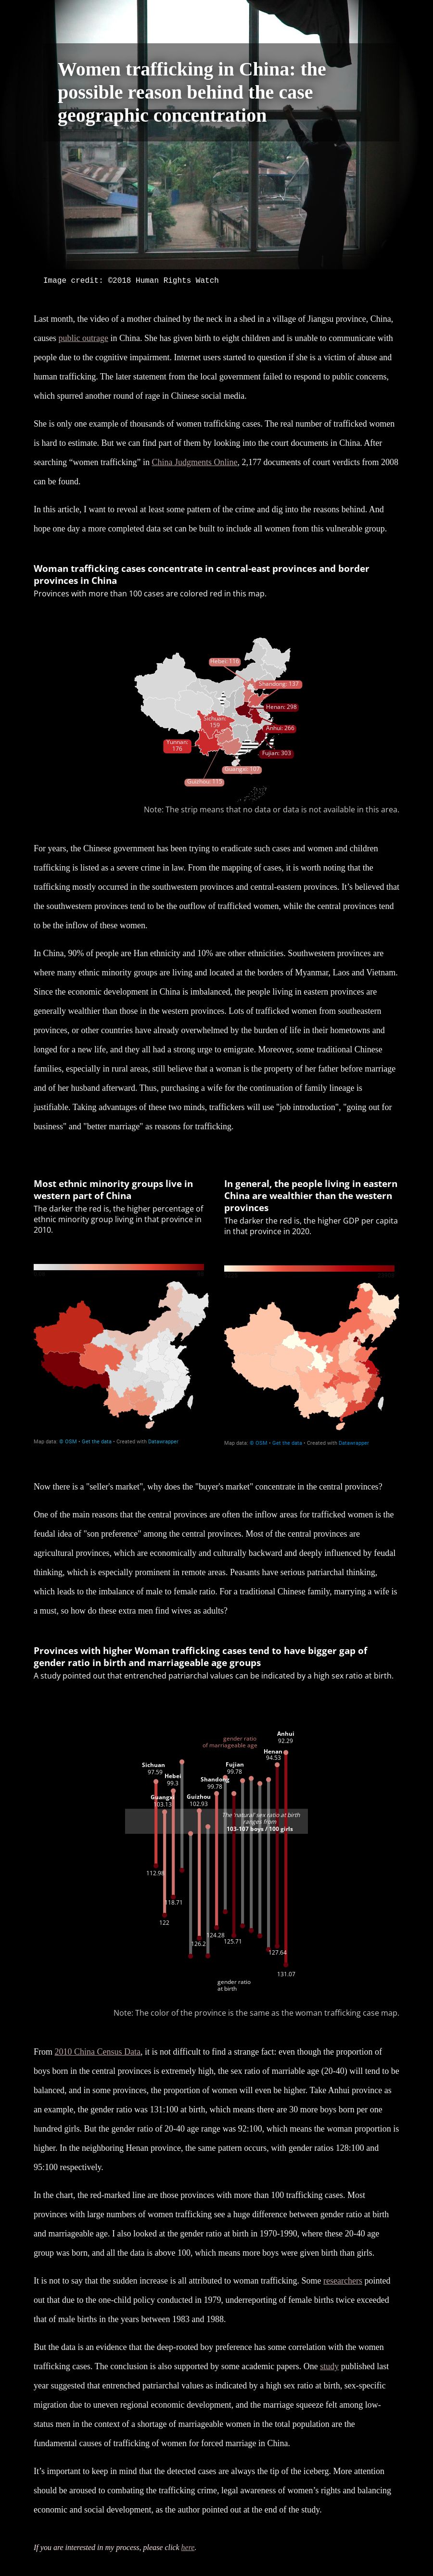 Women trafficking in China: the
possible reason behind the case
geographic concentration
Image credit: ©2018 Human Rights Watch
Last month, the video of a mother chained by the neck in a shed in a village of Jiangsu province, China,
causes public outrage in China. She has given birth to eight children and is unable to communicate with
people due to the cognitive impairment. Internet users started to question if she is a victim of abuse and
human trafficking. The later statement from the local government failed to respond to public concerns,
which spurred another round of rage in Chinese social media.
She is only one example of thousands of women trafficking cases. The real number of trafficked women
is hard to estimate. But we can find part of them by looking into the court documents in China. After
searching “women trafficking” in China Judgments Online, 2,177 documents of court verdicts from 2008
can be found.
In this article, I want to reveal at least some pattern of the crime and dig into the reasons behind. And
hope one day a more completed data set can be built to include all women from this vulnerable group.
Woman trafficking cases concentrate in central-east provinces and border
provinces in China
Provinces with more than 100 cases are colored red in this map.
Hebei: 116
Shandong: 137
Henan: 298
Sichuan:
159
Anhui: 266
Yunnan:
176
Fujian: 303
Guangxi: 107
Guizhou: 115
Note: The strip means that no data or data is not available in this area.
For years, the Chinese government has been trying to eradicate such cases and women and children
trafficking is listed as a severe crime in law. From the mapping of cases, it is worth noting that the
trafficking mostly occurred in the southwestern provinces and central-eastern provinces. It’s believed that
the southwestern provinces tend to be the outflow of trafficked women, while the central provinces tend
to be the inflow of these women.
In China, 90% of people are Han ethnicity and 10% are other ethnicities. Southwestern provinces are
where many ethnic minority groups are living and located at the borders of Myanmar, Laos and Vietnam.
Since the economic development in China is imbalanced, the people living in eastern provinces are
generally wealthier than those in the western provinces. Lots of trafficked women from southeastern
provinces, or other countries have already overwhelmed by the burden of life in their hometowns and
longed for a new life, and they all had a strong urge to emigrate. Moreover, some traditional Chinese
families, especially in rural areas, still believe that a woman is the property of her father before marriage
and of her husband afterward. Thus, purchasing a wife for the continuation of family lineage is
justifiable. Taking advantages of these two minds, traffickers will use "job introduction", "going out for
business" and "better marriage" as reasons for trafficking.
Most ethnic minority groups live in
western part of China
The darker the red is, the higher percentage of
ethnic minority group living in that province in
2010.
Map data: © OSM • Get the data • Created with Datawrapper
In general, the people living in eastern
China are wealthier than the western
provinces
The darker the red is, the higher GDP per capita
in that province in 2020.
Map data: © OSM • Get the data • Created with Datawrapper
Now there is a "seller's market", why does the "buyer's market" concentrate in the central provinces?
One of the main reasons that the central provinces are often the inflow areas for trafficked women is the
feudal idea of "son preference" among the central provinces. Most of the central provinces are
agricultural provinces, which are economically and culturally backward and deeply influenced by feudal
thinking, which is especially prominent in remote areas. Peasants have serious patriarchal thinking,
which leads to the imbalance of male to female ratio. For a traditional Chinese family, marrying a wife is
a must, so how do these extra men find wives as adults?
Provinces with higher Woman trafficking cases tend to have bigger gap of
gender ratio in birth and marriageable age groups
A study pointed out that entrenched patriarchal values can be indicated by a high sex ratio at birth.
gender ratio
of marriageable age
Anhui
92.29
Henan
94.53
Sichuan
97.59
Fujian
99.78
Hebei
99.3
Shandong
99.78
Guangxi
103.13
Guizhou
102.93
The 'natural' sex ratio at birth
ranges from
103-107 boys / 100 girls
112.98
118.71
122
124.28
126.2
125.71
127.64
131.07
gender ratio
at birth
Note: The color of the province is the same as the woman trafficking case map.
From 2010 China Census Data, it is not difficult to find a strange fact: even though the proportion of
boys born in the central provinces is extremely high, the sex ratio of marriable age (20-40) will tend to be
balanced, and in some provinces, the proportion of women will even be higher. Take Anhui province as
an example, the gender ratio was 131:100 at birth, which means there are 30 more boys born per one
hundred girls. But the gender ratio of 20-40 age range was 92:100, which means the woman proportion is
higher. In the neighboring Henan province, the same pattern occurs, with gender ratios 128:100 and
95:100 respectively.
In the chart, the red-marked line are those provinces with more than 100 trafficking cases. Most
provinces with large numbers of women trafficking see a huge difference between gender ratio at birth
and marriageable age. I also looked at the gender ratio at birth in 1970-1990, where these 20-40 age
group was born, and all the data is above 100, which means more boys were given birth than girls.
It is not to say that the sudden increase is all attributed to woman trafficking. Some researchers pointed
out that due to the one-child policy conducted in 1979, underreporting of female births twice exceeded
that of male births in the years between 1983 and 1988.
But the data is an evidence that the deep-rooted boy preference has some correlation with the women
trafficking cases. The conclusion is also supported by some academic papers. One study published last
year suggested that entrenched patriarchal values as indicated by a high sex ratio at birth, sex-specific
migration due to uneven regional economic development, and the marriage squeeze felt among low-
status men in the context of a shortage of marriageable women in the total population are the
fundamental causes of trafficking of women for forced marriage in China.
It’s important to keep in mind that the detected cases are always the tip of the iceberg. More attention
should be aroused to combating the trafficking crime, legal awareness of women’s rights and balancing
economic and social development, as the author pointed out at the end of the study.
If you are interested in my process, please click here.